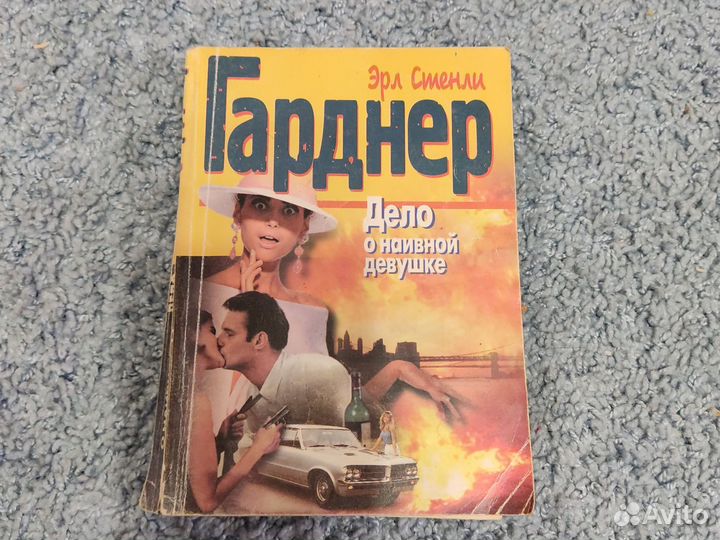 Эрл Стенли
Гарднер
Дело
о наивной
девушке
Avito